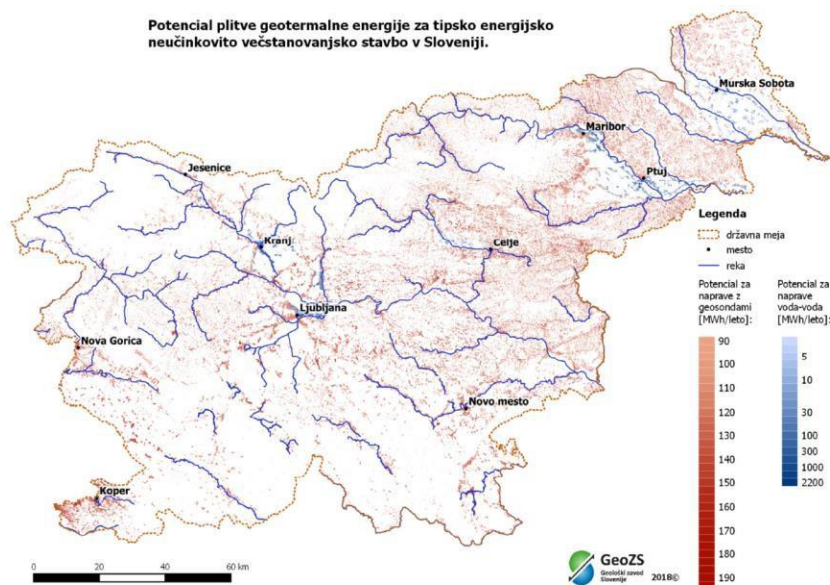 Potencial plitve geotermalne energije za tipsko energijsko
neučinkovito večstanovanjsko stavbo v Sloveniji.
Murska Sobota
Maribor
Ptuj
Jesenice
Kranj
Celje
Ljubljana
Nova Gorica
Novo mesto
Koper
Legenda
državna meja
mesto
reka
Potencial za
naprave z
geosondami
[MWh/leto]:
90
100
110
120
130
140
150
160
170
180
190
Potencial za
naprave
voda-voda
[MWh/leto]:
5
10
30
100
300
1000
2200
0 20 40 60 km
GeoZS
Geološki zavod
Slovenije
2018©